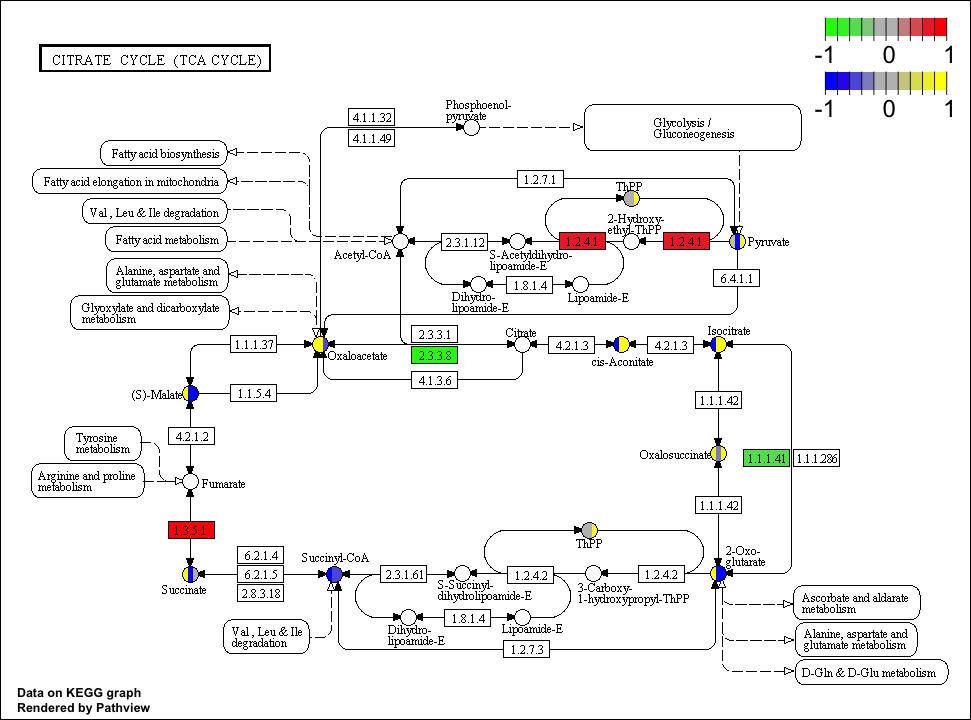 CITRATE CYCLE (TCA CYCLE)
-1 0 1
-1 0 1
Phosphoenol-
pyruvate
4.1.1.32
4.1.1.49
Glycolysis /
Gluconeogenesis
Fatty acid biosynthesis
Fatty acid elongation in mitochondria
Val , Leu & Ile degradation
Fatty acid metabolism
Alanine, aspartate and
glutamate metabolism
Glyoxylate and dicarboxylate
metabolism
1.2.7.1
ThPP
2-Hydroxy-
ethyl-ThPP
Acetyl-CoA
2.3.1.12
S-Acetyldihydro-
lipoamide-E
1.2.4.1
1.2.4.1
Pyruvate
Dihydro-
lipoamide-E
1.8.1.4
Lipoamide-E
6.4.1.1
1.1.1.37
Oxaloacetate
2.3.3.1
2.3.3.8
4.1.3.6
Citrate
4.2.1.3
cis-Aconitate
4.2.1.3
Isocitrate
(S)-Malate
1.1.5.4
1.1.1.42
4.2.1.2
Tyrosine
metabolism
Arginine and proline
metabolism
Fumarate
Oxalosuccinate
1.1.1.41
1.1.1.286
1.1.1.42
1.3.5.1
Succinate
6.2.1.4
6.2.1.5
2.8.3.18
Succinyl-CoA
2.3.1.61
S-Succinyl-
dihydrolipoamide-E
ThPP
1.2.4.2
3-Carboxy-
1-hydroxypropyl-ThPP
1.2.4.2
2-Oxo-
glutarate
Val , Leu & Ile
degradation
Dihydro-
lipoamide-E
1.8.1.4
Lipoamide-E
1.2.7.3
Ascorbate and aldarate
metabolism
Alanine, aspartate and
glutamate metabolism
D-Gln & D-Glu metabolism
Data on KEGG graph
Rendered by Pathview